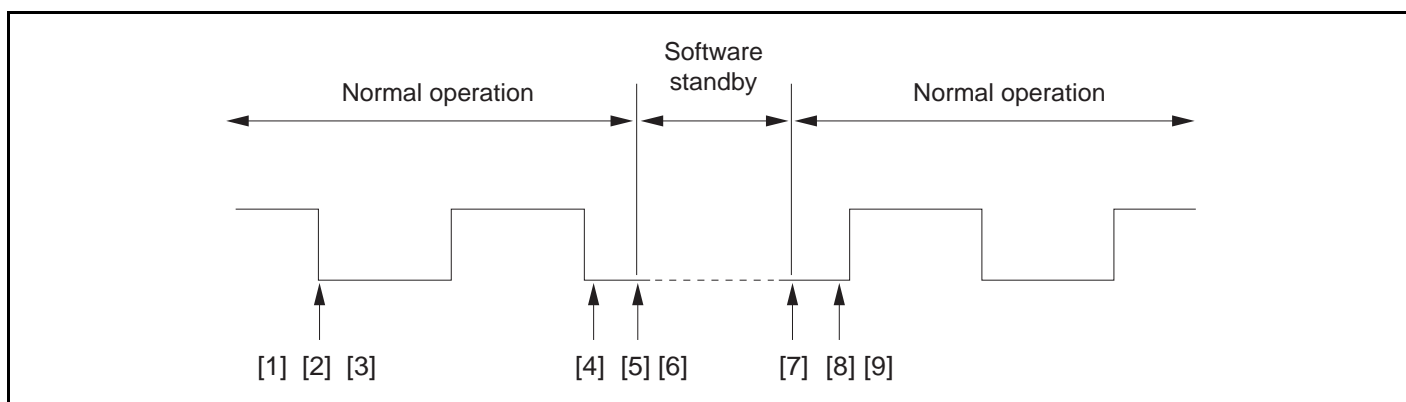 Software
standby
Normal operation
Normal operation
[1] [2] [3]
[4]
[5] [6]
[7]
[8] [9]